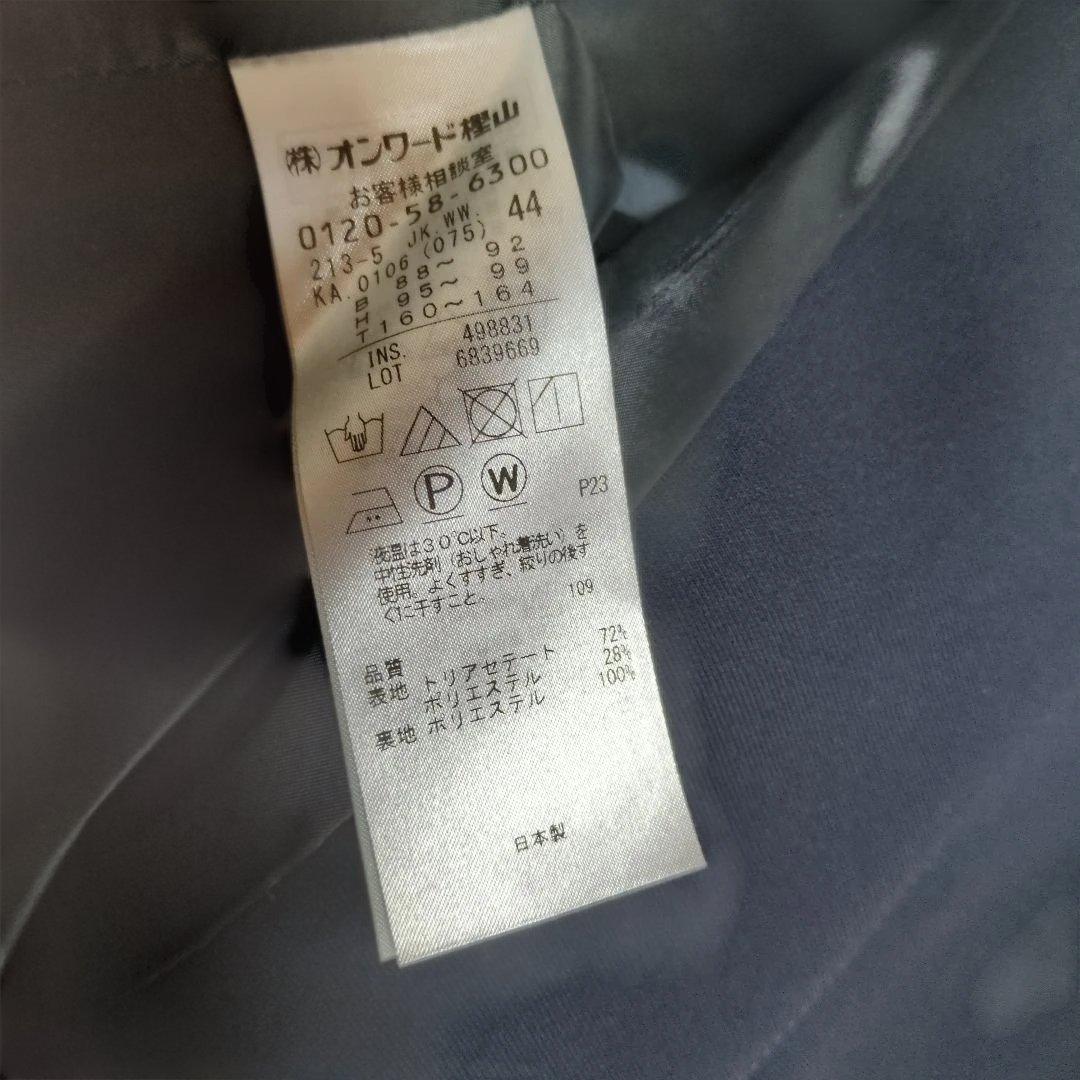 ㈱オンワード樫山
お客様相談室
0120-58-6300
213-5 JK.WW. 44
KA.0106 (075)
B 88～ 92
H 95～ 99
T 160～164
INS. 498831
LOT 6839669
P W P23
液温は30℃以下、
中性洗剤（おしゃれ着洗い）を
使用。よくすすぎ、絞りの後す
ぐに干すこと。 109
品質
表地 トリアセテート 72%
ポリエステル 28%
裏地 ポリエステル 100%
日本製